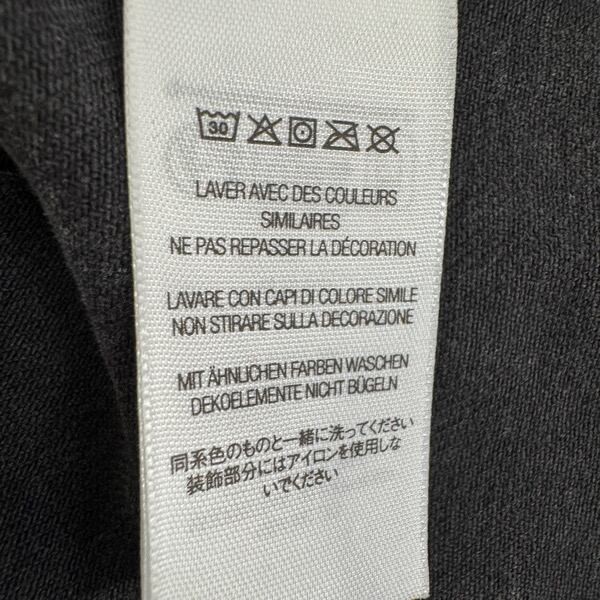 30
LAVER AVEC DES COULEURS
SIMILAIRES
NE PAS REPASSER LA DÉCORATION
LAVARE CON CAPI DI COLORE SIMILE
NON STIRARE SULLA DECORAZIONE
MIT ÄHNLICHEN FARBEN WASCHEN
DEKOELEMENTE NICHT BÜGELN
同系色のものと一緒に洗ってください
装飾部分にはアイロンを使用しな
いでください